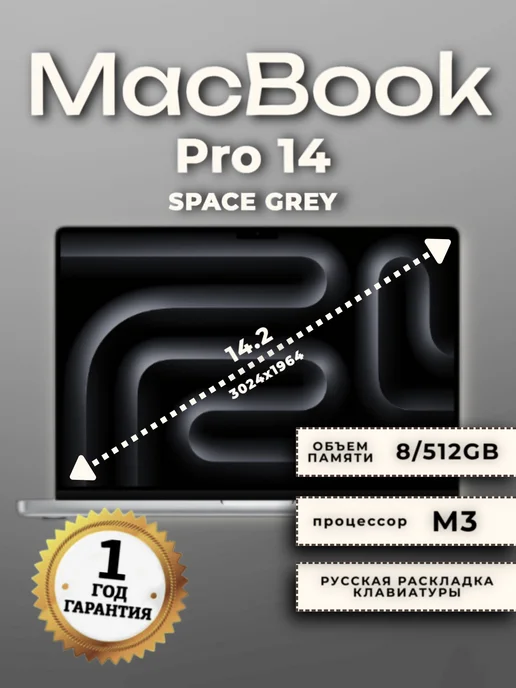 MacBook
Pro 14
SPACE GREY
14.2
3024x1964
ОБЪЕМ
ПАМЯТИ
8/512GB
процессор
M3
РУССКАЯ РАСКЛАДКА
КЛАВИАТУРЫ
1
ГОД
ГАРАНТИЯ